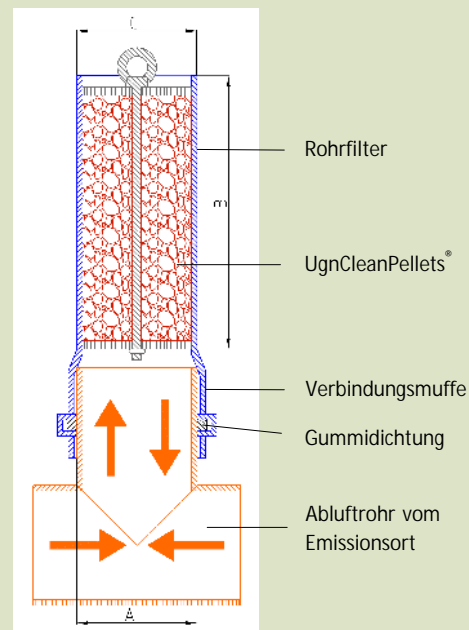 C
Rohrfilter
B
UgnCleanPellets®
Verbindungsmuffe
Gummidichtung
Abluftrohr vom
Emissionsort
A